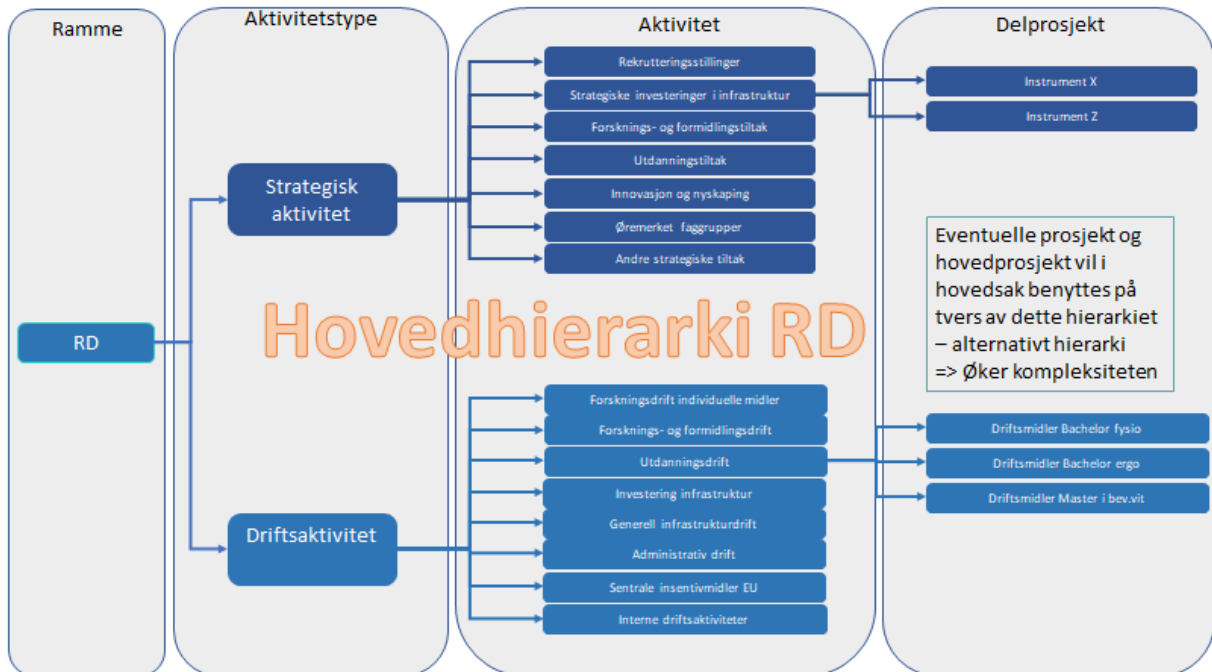 Ramme
Aktivitetstype
Aktivitet
Delprosjekt
Rekrutteringsstillinger
Strategiske investeringer i infrastruktur
Forsknings- og formidlingstiltak
Utdanningstiltak
Innovasjon og nyskaping
Øremerket faggrupper
Andre strategiske tiltak
Instrument X
Instrument Z
Strategisk
aktivitet
Eventuelle prosjekt og
hovedprosjekt vil i
hovedsak benyttes på
tvers av dette hierarkiet
– alternativt hierarki
=> Øker kompleksiteten
Hovedhierarki RD
RD
Forskningsdrift individuelle midler
Forsknings- og formidlingsdrift
Utdanningsdrift
Investering infrastruktur
Generell infrastrukturdrift
Administrativ drift
Sentrale insentivmidler EU
Interne driftsaktiviteter
Driftsmidler Bachelor fysio
Driftsmidler Bachelor ergo
Driftsmidler Master i bev.vit
Driftsaktivitet